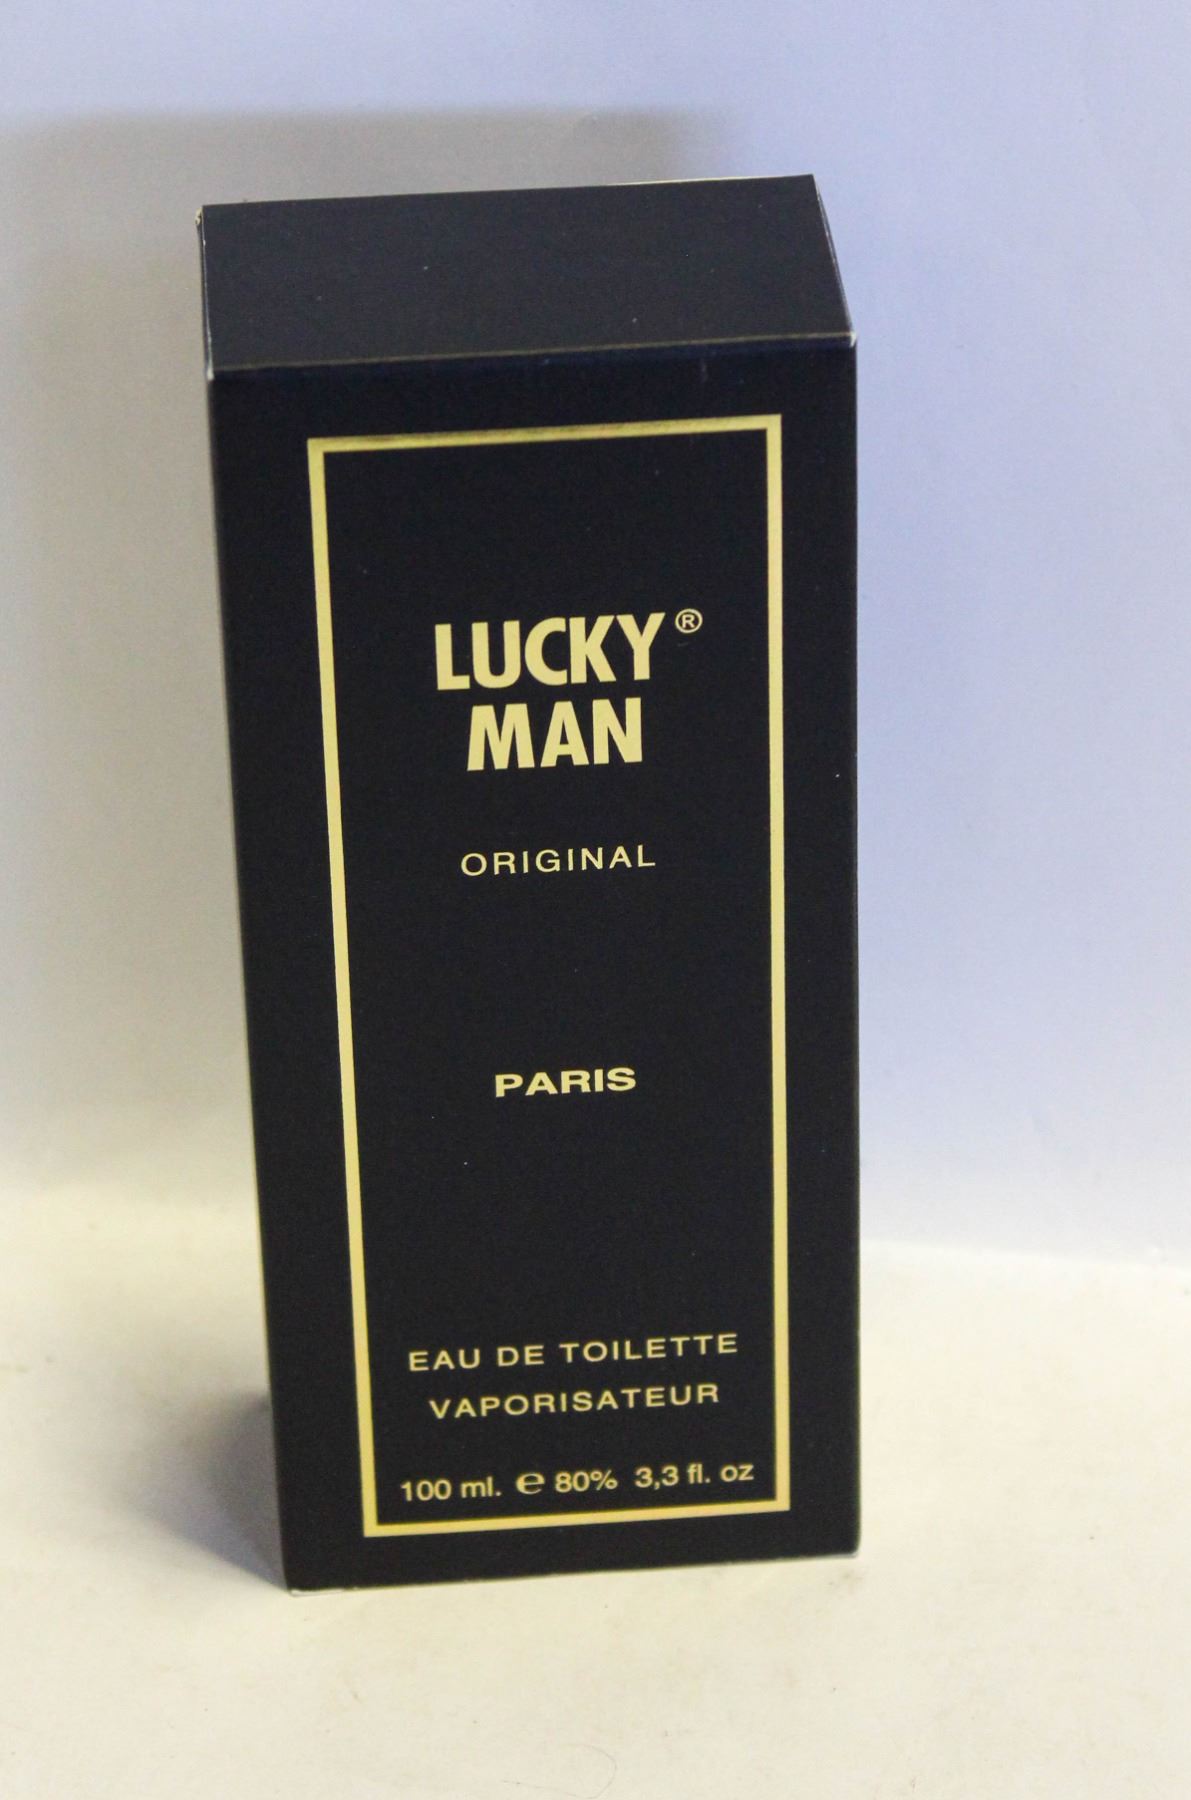 LUCKY®
MAN
ORIGINAL
PARIS
EAU DE TOILETTE
VAPORISATEUR
100 ml. ℮ 80% 3,3 fl. oz